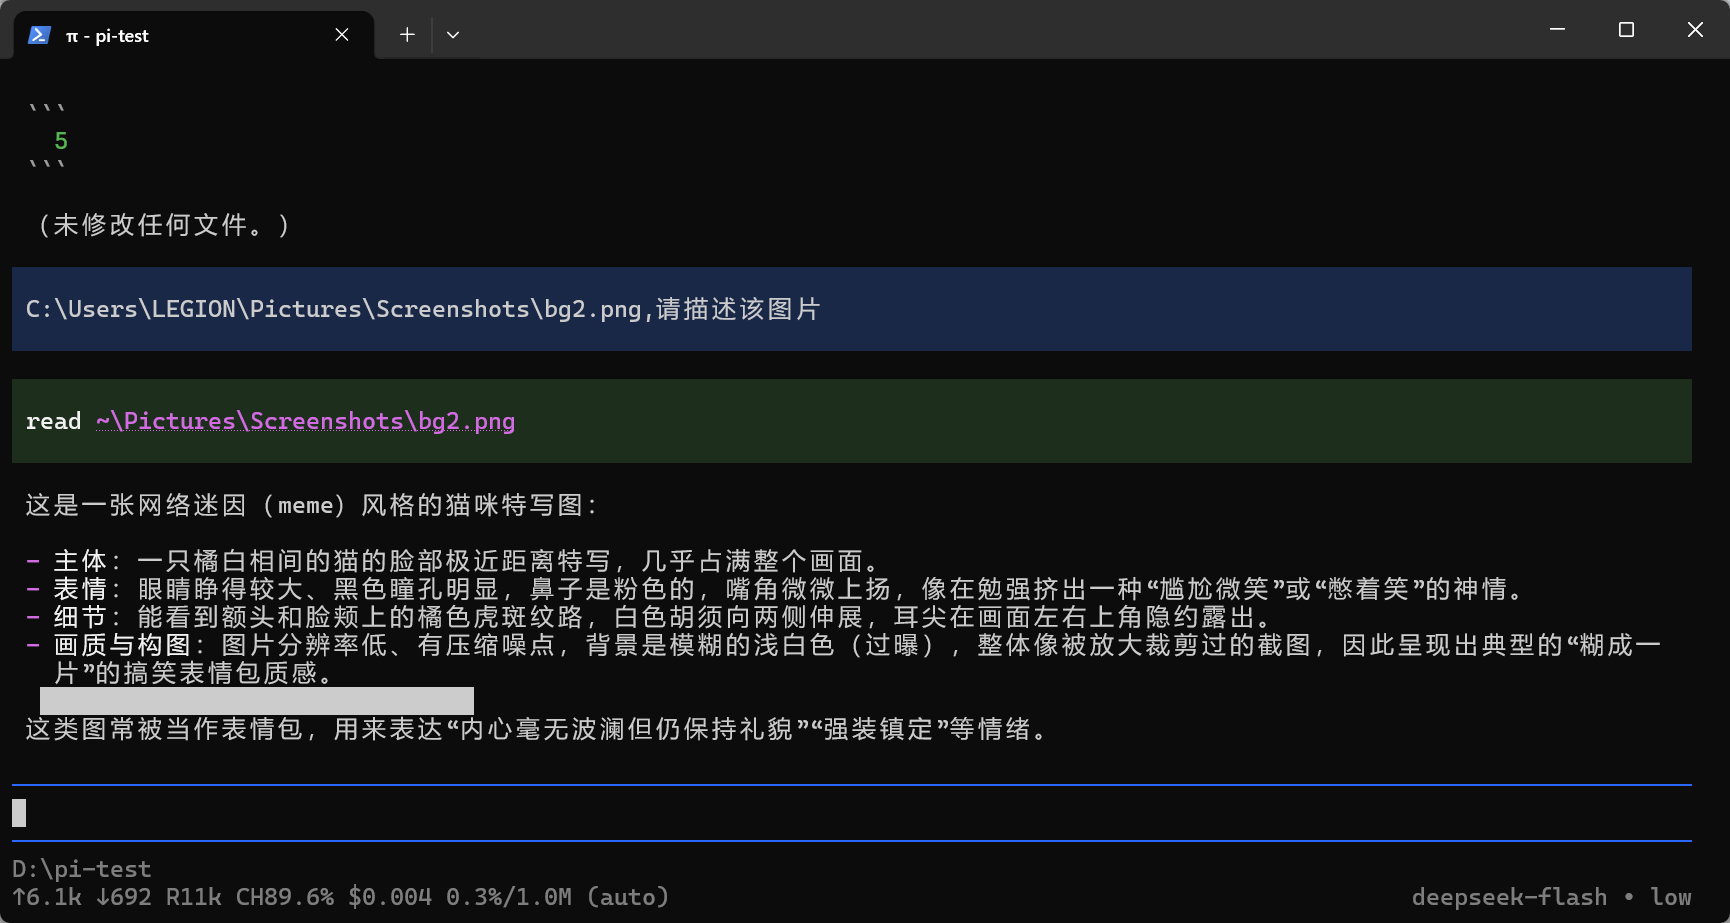 π - pi-test
```
5
```
（未修改任何文件。）
C:\Users\LEGION\Pictures\Screenshots\bg2.png,请描述该图片
read ~\Pictures\Screenshots\bg2.png
这是一张网络迷因（meme）风格的猫咪特写图：
- 主体：一只橘白相间的猫的脸部极近距离特写，几乎占满整个画面。
- 表情：眼睛睁得较大、黑色瞳孔明显，鼻子是粉色的，嘴角微微上扬，像在勉强挤出一种“尴尬微笑”或“憋着笑”的神情。
- 细节：能看到额头和脸颊上的橘色虎斑纹路，白色胡须向两侧伸展，耳尖在画面左右上角隐约露出。
- 画质与构图：图片分辨率低、有压缩噪点，背景是模糊的浅白色（过曝），整体像被放大裁剪过的截图，因此呈现出典型的“糊成一
片”的搞笑表情包质感。
这类图常被当作表情包，用来表达“内心毫无波澜但仍保持礼貌”“强装镇定”等情绪。
D:\pi-test
↑6.1k ↓692 R11k CH89.6% $0.004 0.3%/1.0M (auto)
deepseek-flash • low